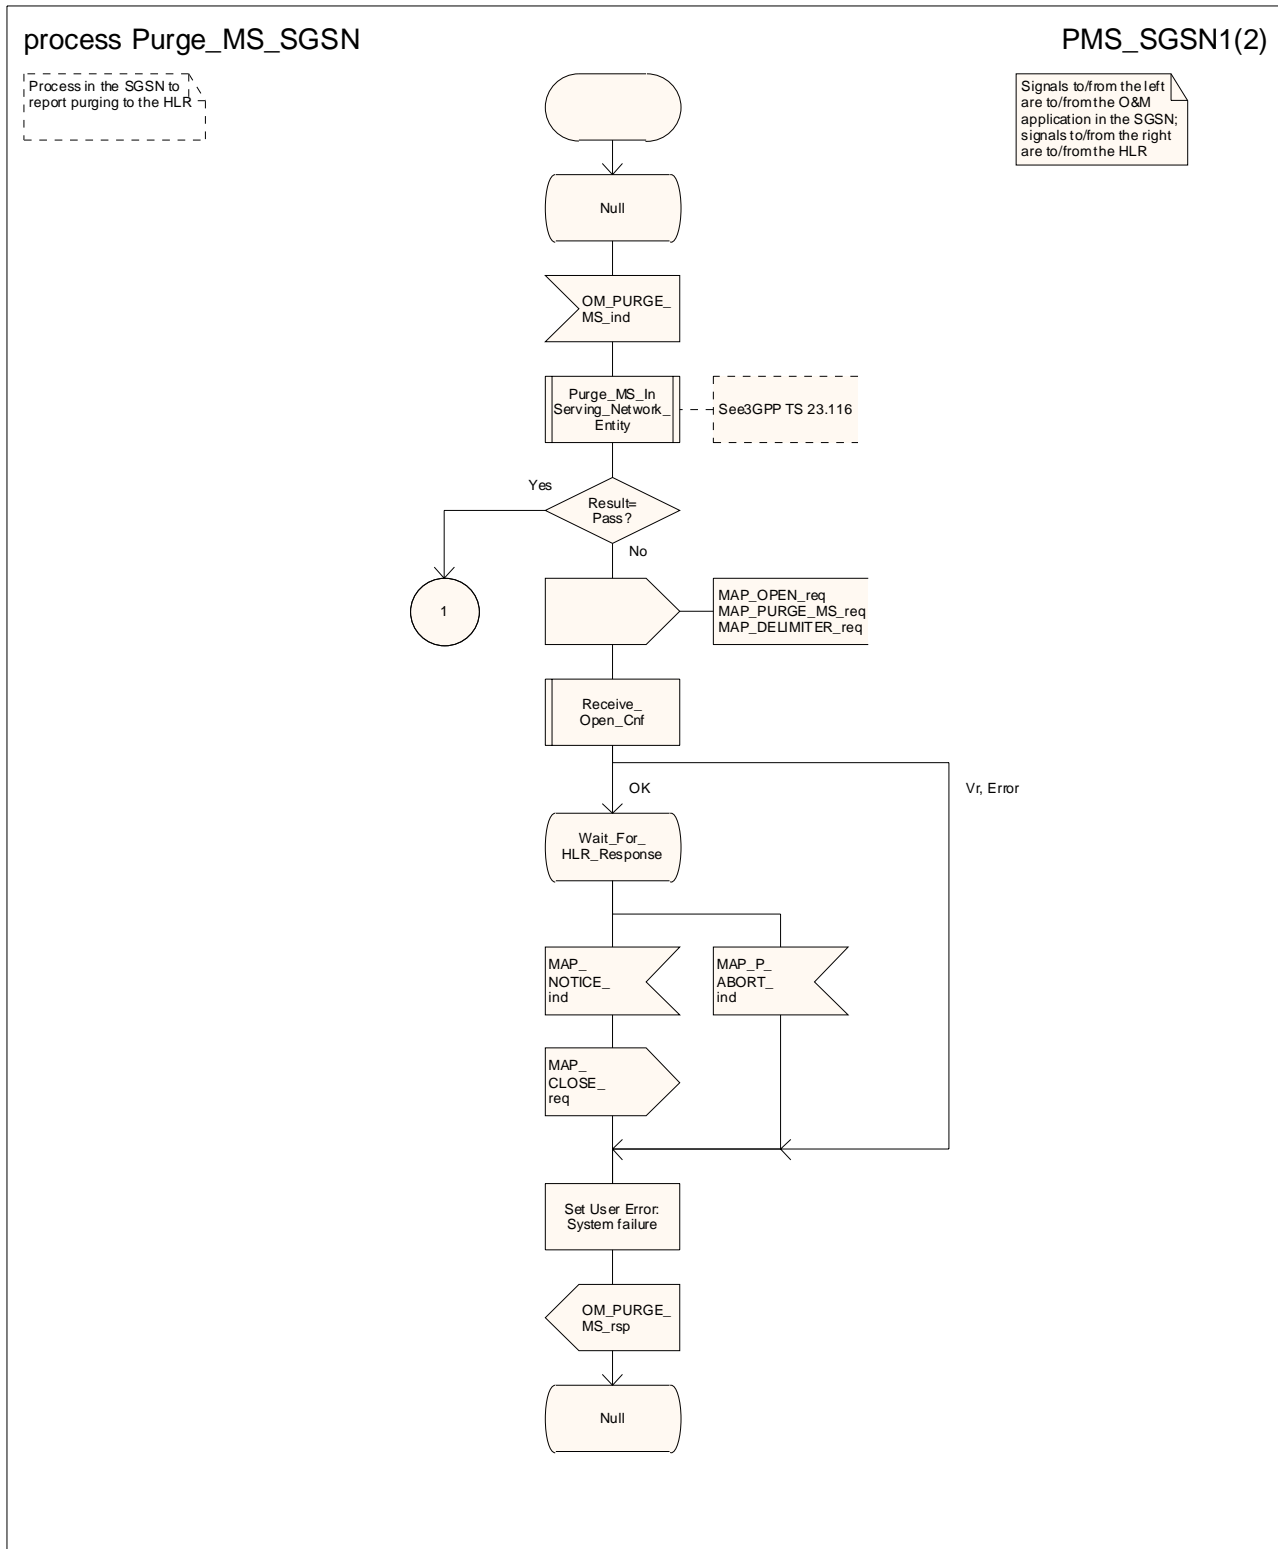 process Purge_MS_SGSN
PMS_SGSN1(2)
Process in the SGSN to
report purging to the HLR
Signals to/from the left
are to/from the O&M
application in the SGSN;
signals to/from the right
are to/from the HLR
Null
OM_PURGE_
MS_ind
Purge_MS_In
Serving_Network_
Entity
See3GPP TS 23.116
Yes
Result=
Pass?
No
1
MAP_OPEN_req
MAP_PURGE_MS_req
MAP_DELIMITER_req
Receive_
Open_Cnf
OK
Vr, Error
Wait_For_
HLR_Response
MAP_
NOTICE_
ind
MAP_P_
ABORT_
ind
MAP_
CLOSE_
req
Set User Error:
System failure
OM_PURGE_
MS_rsp
Null